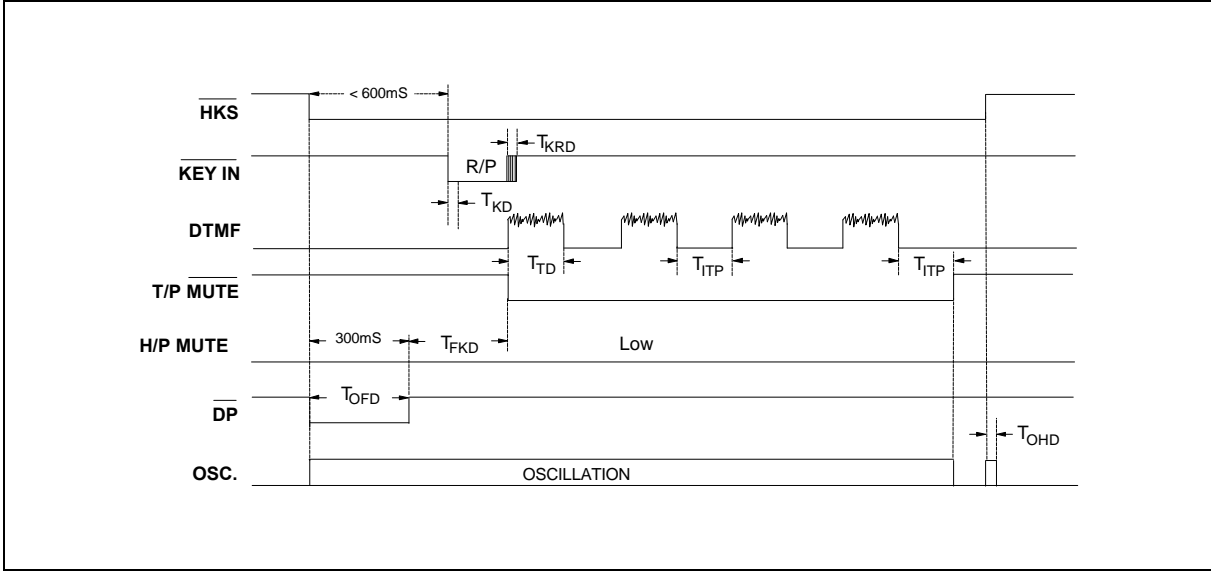 < 600mS
HKS
TKRD
KEY IN
R/P
TKD
DTMF
TTD
TITP
TITP
T/P MUTE
H/P MUTE
300mS
TFKD
Low
DP
TOFD
TOHD
OSC.
OSCILLATION